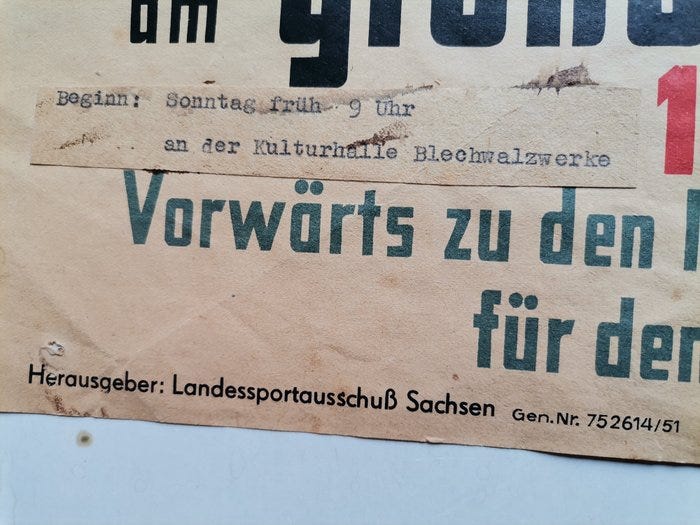 am
Beginn: Sonntag früh 9 Uhr
an der Kulturhalle Blechwalzwerke
Vorwärts zu den
für den
Herausgeber: Landessportausschuß Sachsen Gen.Nr. 752614/51